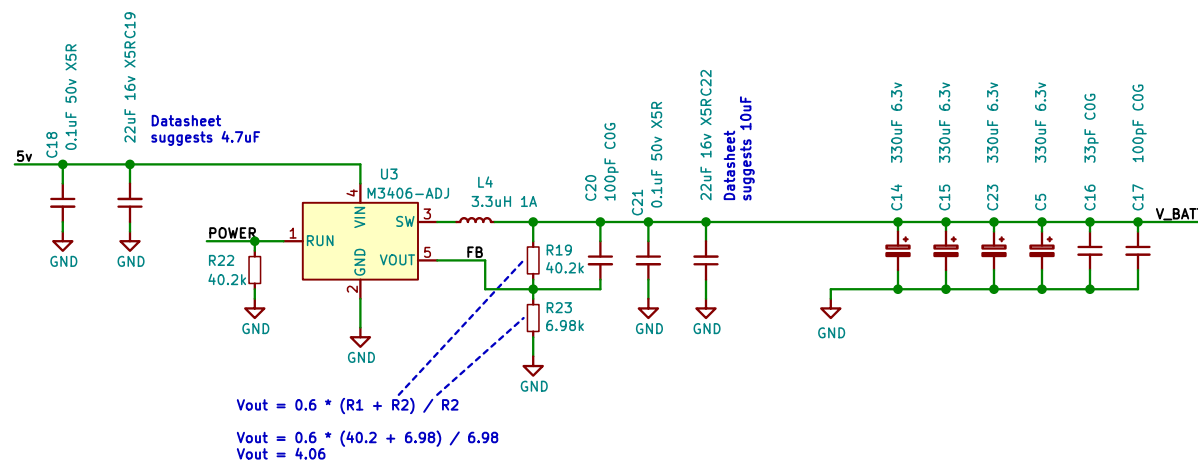 C18
0.1uF 50v X5R
22uF 16v X5R
C19
Datasheet
suggests 4.7uF
5v
U3
M3406-ADJ
4
VIN
POWER
1
RUN
SW
3
VOUT
5
GND
2
R22
40.2k
GND
GND
GND
GND
L4
3.3uH 1A
FB
R19
40.2k
R23
6.98k
GND
C20
100pF C0G
C21
0.1uF 50v X5R
GND
22uF 16v X5R
C22
Datasheet
suggests 10uF
GND
C14
330uF 6.3v
C15
330uF 6.3v
C23
330uF 6.3v
C5
330uF 6.3v
C16
33pF C0G
C17
100pF C0G
V_BATT
GND
Vout = 0.6 * (R1 + R2) / R2
Vout = 0.6 * (40.2 + 6.98) / 6.98
Vout = 4.06